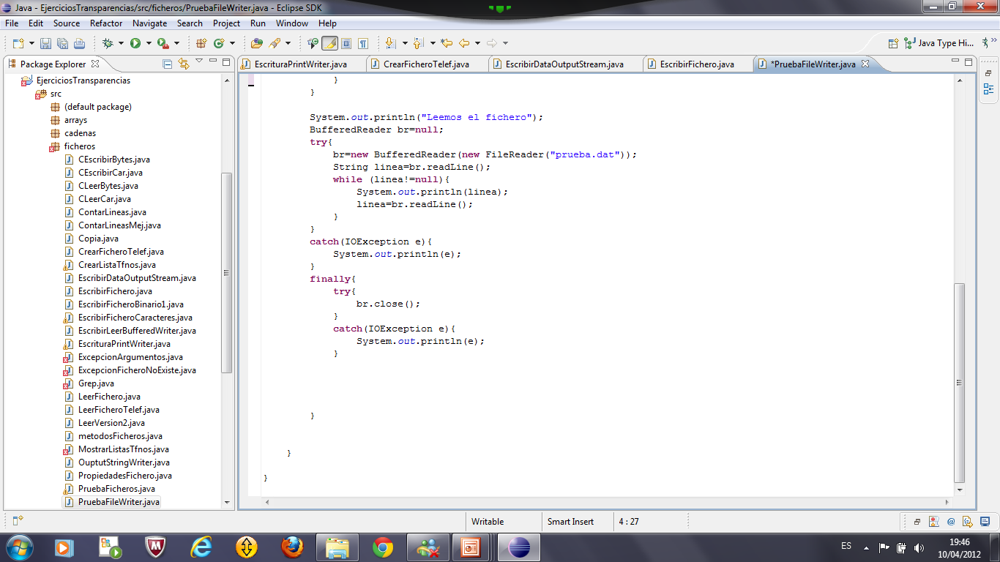 Java - EjerciciosTransparencias/src/ficheros/PruebaFileWriter.java - Eclipse SDK
File Edit Source Refactor Navigate Search Project Run Window Help
Java Type Hi...
Package Explorer
EscrituraPrintWriter.java CrearFicheroTelef.java EscribirDataOutputStream.java EscribirFichero.java *PruebaFileWriter.java
EjerciciosTransparencias
src
(default package)
arrays
cadenas
ficheros
CEscribirBytes.java
CEscribirCar.java
CLeerBytes.java
CLeerCar.java
ContarLineas.java
ContarLineasMej.java
Copia.java
CrearFicheroTelef.java
CrearListaTfnos.java
EscribirDataOutputStream.java
EscribirFichero.java
EscribirFicheroBinario1.java
EscribirFicheroCaracteres.java
EscribirLeerBufferedWriter.java
EscrituraPrintWriter.java
ExcepcionArgumentos.java
ExcepcionFicheroNoExiste.java
Grep.java
LeerFichero.java
LeerFicheroTelef.java
LeerVersion2.java
metodosFicheros.java
MostrarListasTfnos.java
OuptutStringWriter.java
PropiedadesFichero.java
PruebaFicheros.java
PruebaFileWriter.java
}
}
System.out.println("Leemos el fichero");
BufferedReader br=null;
try{
br=new BufferedReader(new FileReader("prueba.dat"));
String linea=br.readLine();
while (linea!=null){
System.out.println(linea);
linea=br.readLine();
}
}
catch(IOException e){
System.out.println(e);
}
finally{
try{
br.close();
}
catch(IOException e){
System.out.println(e);
}
}
}
}
Writable Smart Insert 4 : 27
ES
19:46
10/04/2012